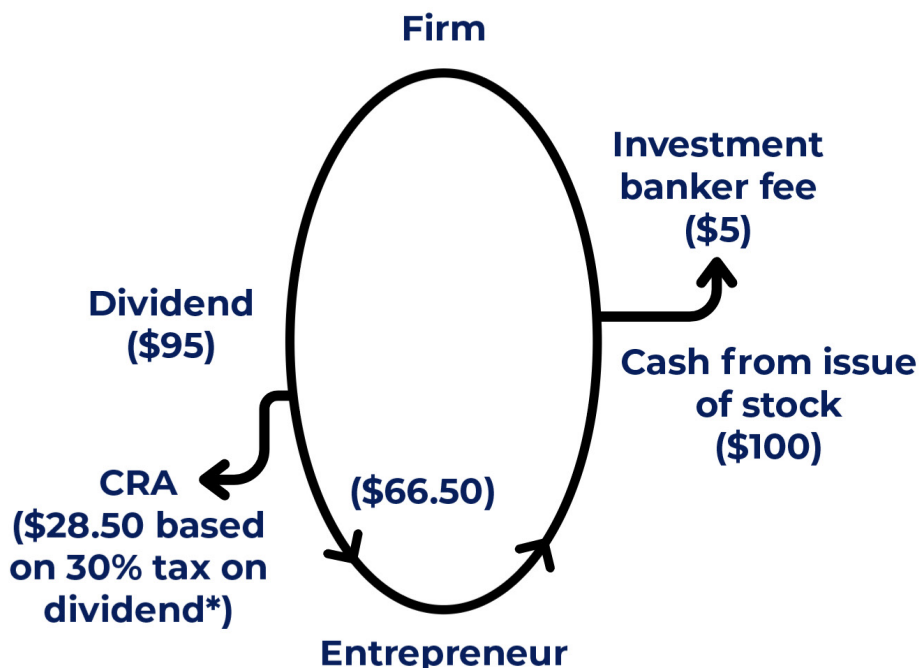 Firm
Investment
banker fee
($5)
Dividend
($95)
Cash from issue
of stock
($100)
CRA
($28.50 based
on 30% tax on
dividend*)
($66.50)
Entrepreneur